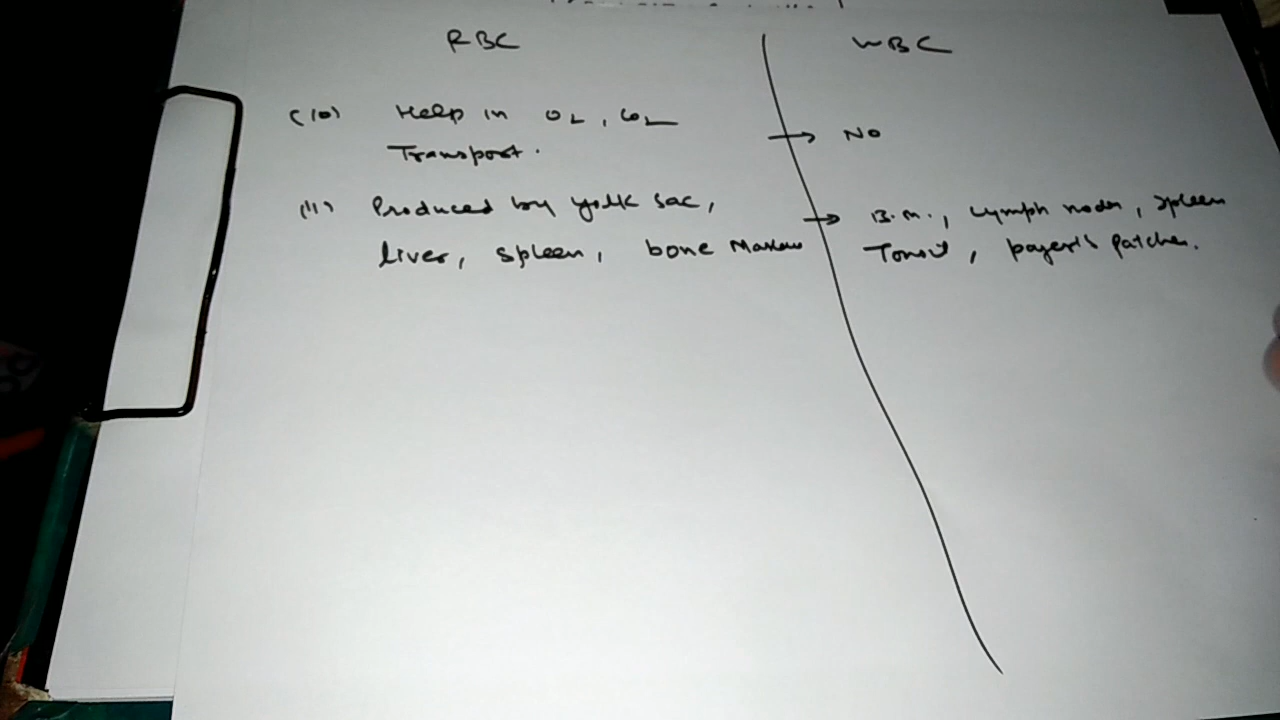 RBC WBC
(10) Help in O2, CO2 → NO
Transport.
(11) Produced by yolk sac, → B.M., Lymph nodes, spleen
liver, spleen, bone Marrow Tonsil, payer's patches.